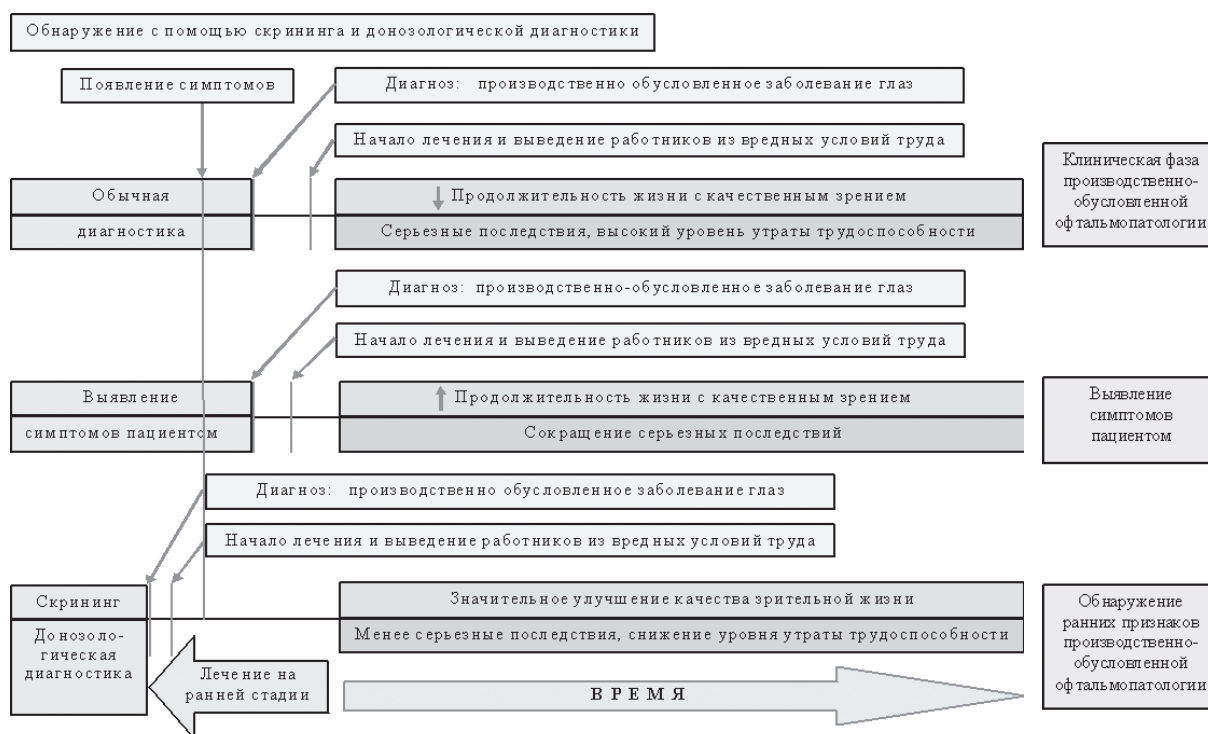 Обнаружение с помощью скрининга и донозологической диагностики
Появление симптомов
Диагноз: производственно обусловленное заболевание глаз
Начало лечения и выведение работников из вредных условий труда
Обычная
диагностика
Продолжительность жизни с качественным зрением
Серьезные последствия, высокий уровень утраты трудоспособности
Клиническая фаза
производственно-
обусловленной
офтальмопатологии
Диагноз: производственно-обусловленное заболевание глаз
Начало лечения и выведение работников из вредных условий труда
Выявление
симптомов пациентом
Продолжительность жизни с качественным зрением
Сокращение серьезных последствий
Выявление
симптомов
пациентом
Диагноз: производственно обусловленное заболевание глаз
Начало лечения и выведение работников из вредных условий труда
Скрининг
Донозоло-
гическая
диагностика
Значительное улучшение качества зрительной жизни
Менее серьезные последствия, снижение уровня утраты трудоспособности
Обнаружение
ранних признаков
производственно-
обусловленной
офтальмопатологии
Лечение на
ранней стадии
ВРЕМЯ